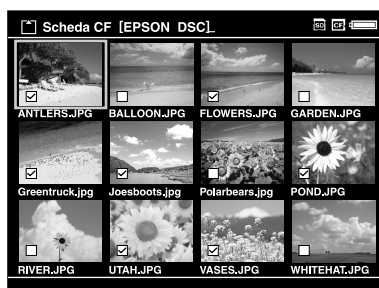 Scheda CF [EPSON DSC]_ SD CF
ANTLERS.JPG BALLOON.JPG FLOWERS.JPG GARDEN.JPG
Greentruck.jpg Joesboots.jpg Polarbears.jpg POND.JPG
RIVER.JPG UTAH.JPG VASES.JPG WHITEHAT.JPG